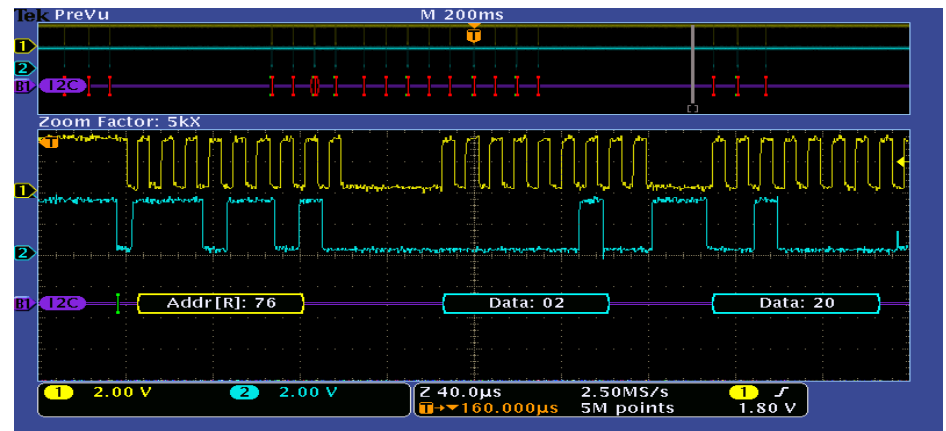 Tek PreVu M 200ms
T
1
2
B1 I2C
[ ]
Zoom Factor: 5kX
T
1
2
B1 I2C Addr[R]: 76 Data: 02 Data: 20
1 2.00 V 2 2.00 V Z 40.0µs 2.50MS/s 1 ƒ
T→▼160.000µs 5M points 1.80 V